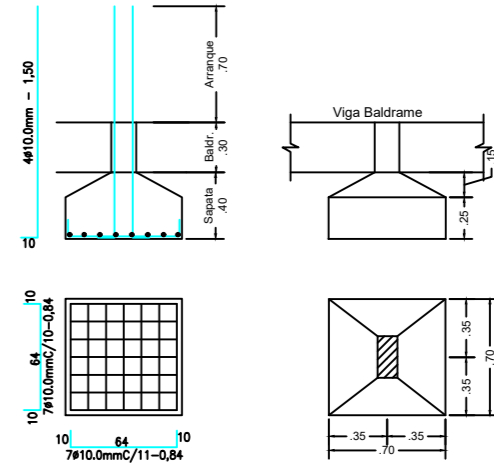 Arranque
.70
4ø10.0mm - 1,50
Baldr.
.30
Sapata
.40
10
Viga Baldrame
.15
.25
10
64
10
7ø10.0mmC/10-0,84
10
64
10
7ø10.0mmC/11-0,84
.35
.35
.70
.35
.35
.70